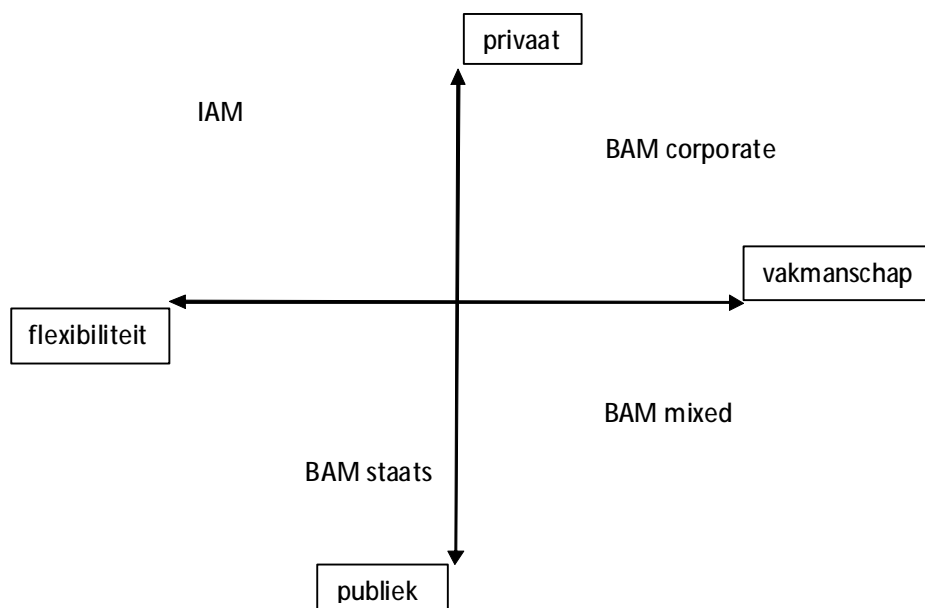 privaat
IAM
BAM corporate
vakmanschap
flexibiliteit
BAM mixed
BAM staats
publiek